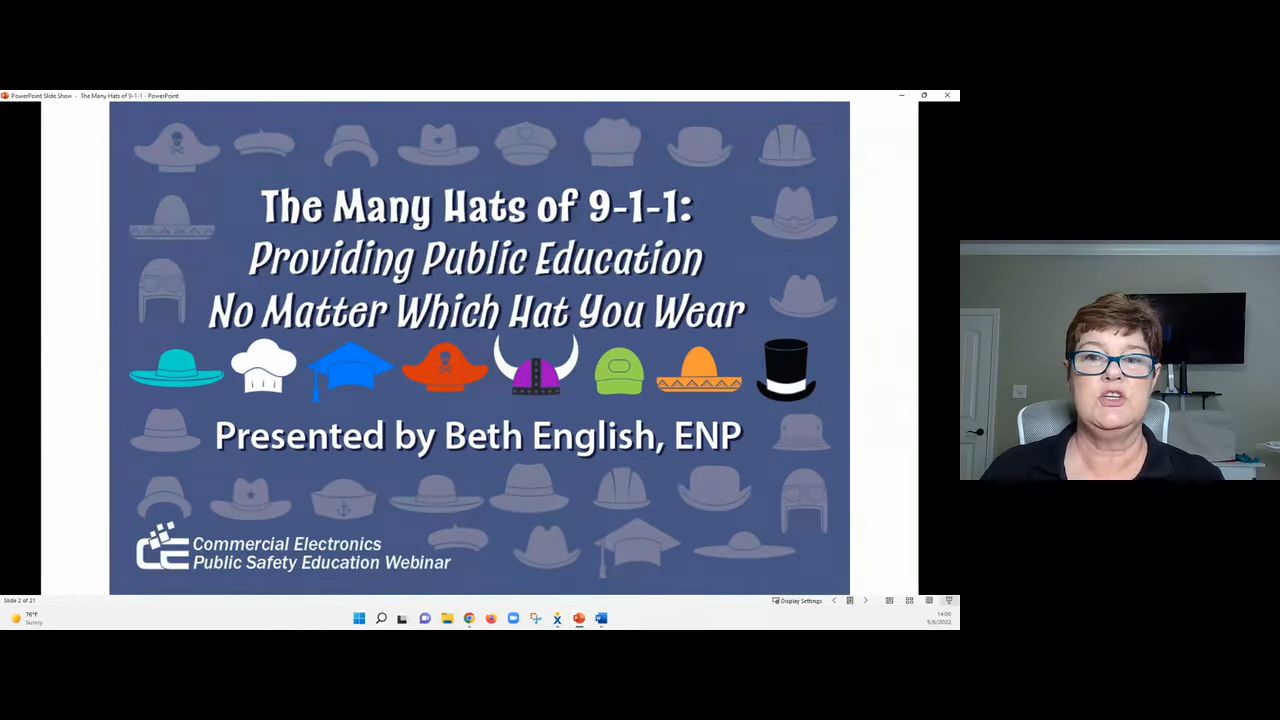 PowerPoint Slide Show - The Many Hats of 9-1-1 - PowerPoint
The Many Hats of 9-1-1:
Providing Public Education
No Matter Which Hat You Wear
Presented by Beth English, ENP
CE Commercial Electronics
Public Safety Education Webinar
Slide 2 of 21
Display Settings
76°F
Sunny
14:06
5/6/2022